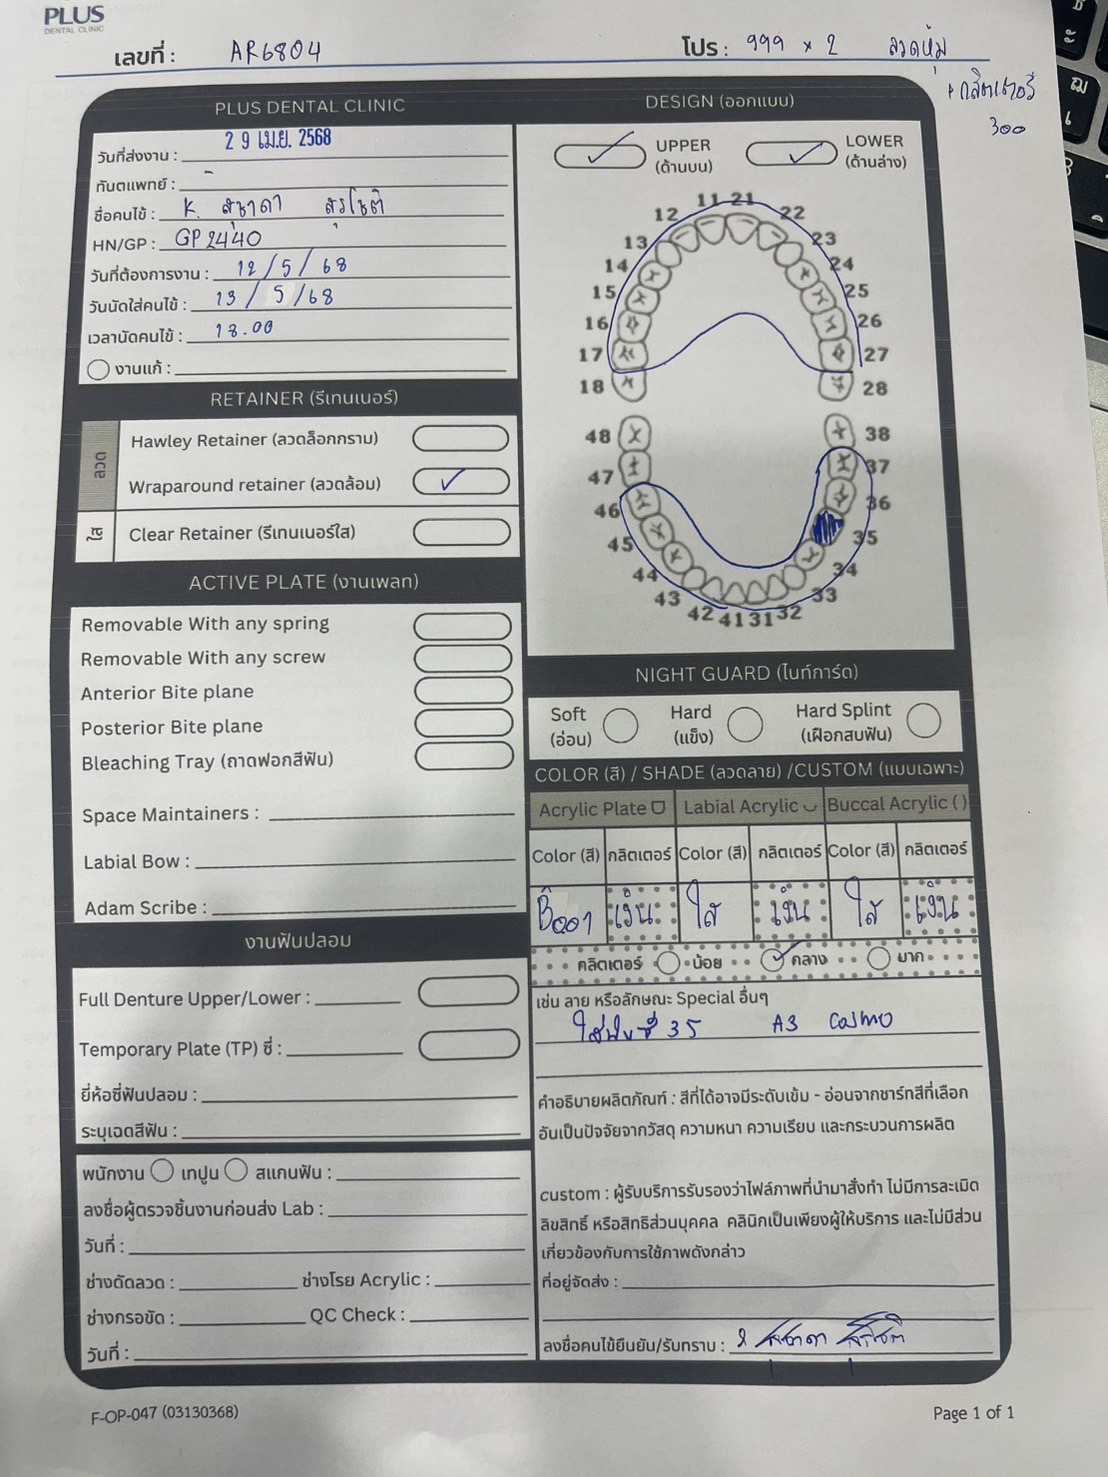 PLUS
DENTAL CLINIC
เลขที่ : AR6804
โปร : 999 x 2 ลวดหุ้ม
+ กลิตเตอร์
300
PLUS DENTAL CLINIC
วันที่ส่งงาน : 29 เม.ย. 2568
ทันตแพทย์ : -
ชื่อคนไข้ : K. สุชาดา
HN/GP : GP2440
วันที่ต้องการงาน : 12/5/68
วันนัดใส่คนไข้ : 13/5/68
เวลานัดคนไข้ : 18.00
งานแก้ :
RETAINER (รีเทนเนอร์)
ลวด
Hawley Retainer (ลวดล็อกกราม)
Wraparound retainer (ลวดล้อม)
ใส
Clear Retainer (รีเทนเนอร์ใส)
ACTIVE PLATE (งานเพลท)
Removable With any spring
Removable With any screw
Anterior Bite plane
Posterior Bite plane
Bleaching Tray (ถาดฟอกสีฟัน)
Space Maintainers :
Labial Bow :
Adam Scribe :
งานฟันปลอม
Full Denture Upper/Lower :
Temporary Plate (TP) ซี่ :
ยี่ห้อซี่ฟันปลอม :
ระบุเฉดสีฟัน :
พนักงาน เทปูน สแกนฟัน :
ลงชื่อผู้ตรวจชิ้นงานก่อนส่ง Lab :
วันที่ :
ช่างดัดลวด : ช่างโรย Acrylic :
ช่างกรอขัด : QC Check :
วันที่ :
DESIGN (ออกแบบ)
UPPER
(ด้านบน)
LOWER
(ด้านล่าง)
11 21
12 22
13 23
14 24
15 25
16 26
17 27
18 28
48 38
47 37
46 36
45 35
44 34
43 33
42 41 31 32
NIGHT GUARD (ไนท์การ์ด)
Soft
(อ่อน)
Hard
(แข็ง)
Hard Splint
(เฝือกสบฟัน)
COLOR (สี) / SHADE (ลวดลาย) /CUSTOM (แบบเฉพาะ)
Acrylic Plate Labial Acrylic Buccal Acrylic ( )
Color (สี) กลิตเตอร์ Color (สี) กลิตเตอร์ Color (สี) กลิตเตอร์
B001 เงิน ใส เงิน ใส เงิน
กลิตเตอร์ น้อย กลาง มาก
เช่น ลาย หรือลักษณะ Special อื่นๆ
ใส่ฟันซี่ 35 A3 cosmo
คำอธิบายผลิตภัณฑ์ : สีที่ได้อาจมีระดับเข้ม - อ่อนจากชาร์ทสีที่เลือก
อันเป็นปัจจัยจากวัสดุ ความหนา ความเรียบ และกระบวนการผลิต
custom : ผู้รับบริการรับรองว่าไฟล์ภาพที่นำมาสั่งทำ ไม่มีการละเมิด
ลิขสิทธิ์ หรือสิทธิส่วนบุคคล คลินิกเป็นเพียงผู้ให้บริการ และไม่มีส่วน
เกี่ยวข้องกับการใช้ภาพดังกล่าว
ที่อยู่จัดส่ง :
ลงชื่อคนไข้ยืนยัน/รับทราบ :
F-OP-047 (03130368)
Page 1 of 1